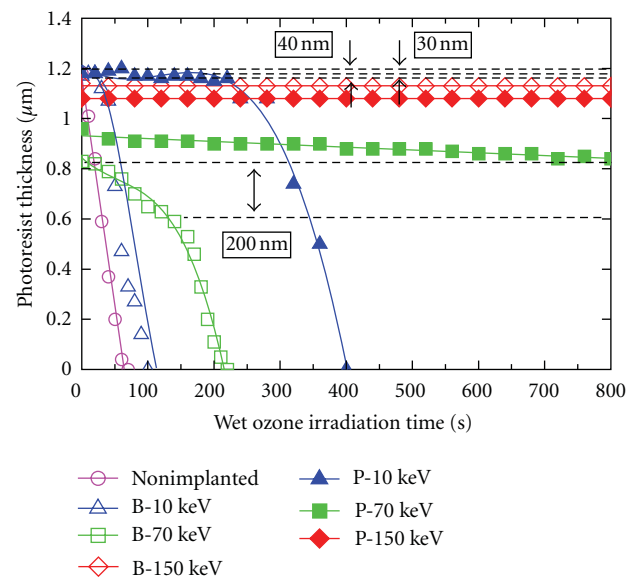 40 nm
30 nm
1.4
1.2
1
0.8
0.6
0.4
0.2
0
200 nm
0 100 200 300 400 500 600 700 800
Photoresist thickness (μm)
Wet ozone irradiation time (s)
Nonimplanted
B-10 keV
B-70 keV
B-150 keV
P-10 keV
P-70 keV
P-150 keV